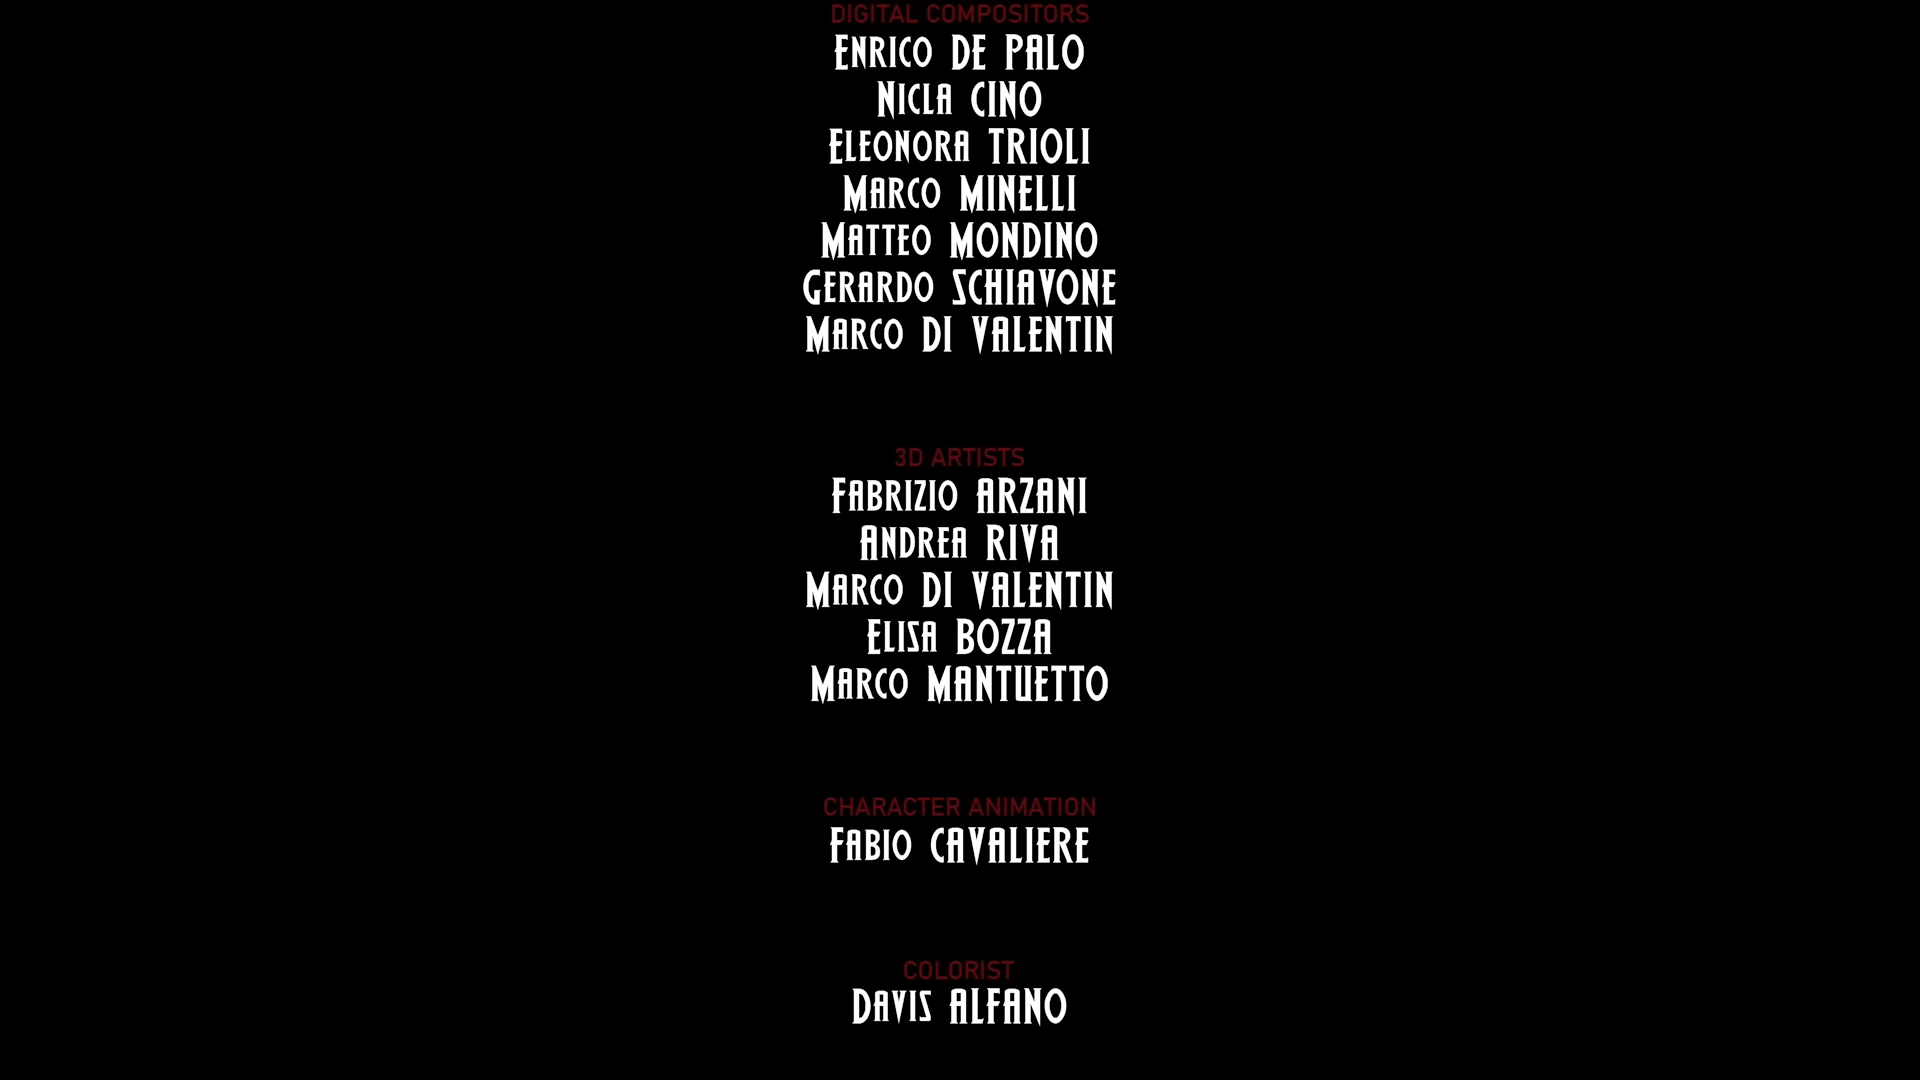 DIGITAL COMPOSITORS
Enrico DE PALO
Nicla CINO
Eleonora TRIOLI
Marco MINELLI
Matteo MONDINO
Gerardo SCHIAVONE
Marco DI VALENTIN
3D ARTISTS
Fabrizio ARZANI
Andrea RIVA
Marco DI VALENTIN
Elisa BOZZA
Marco MANTUETTO
CHARACTER ANIMATION
Fabio CAVALIERE
COLORIST
Davis ALFANO